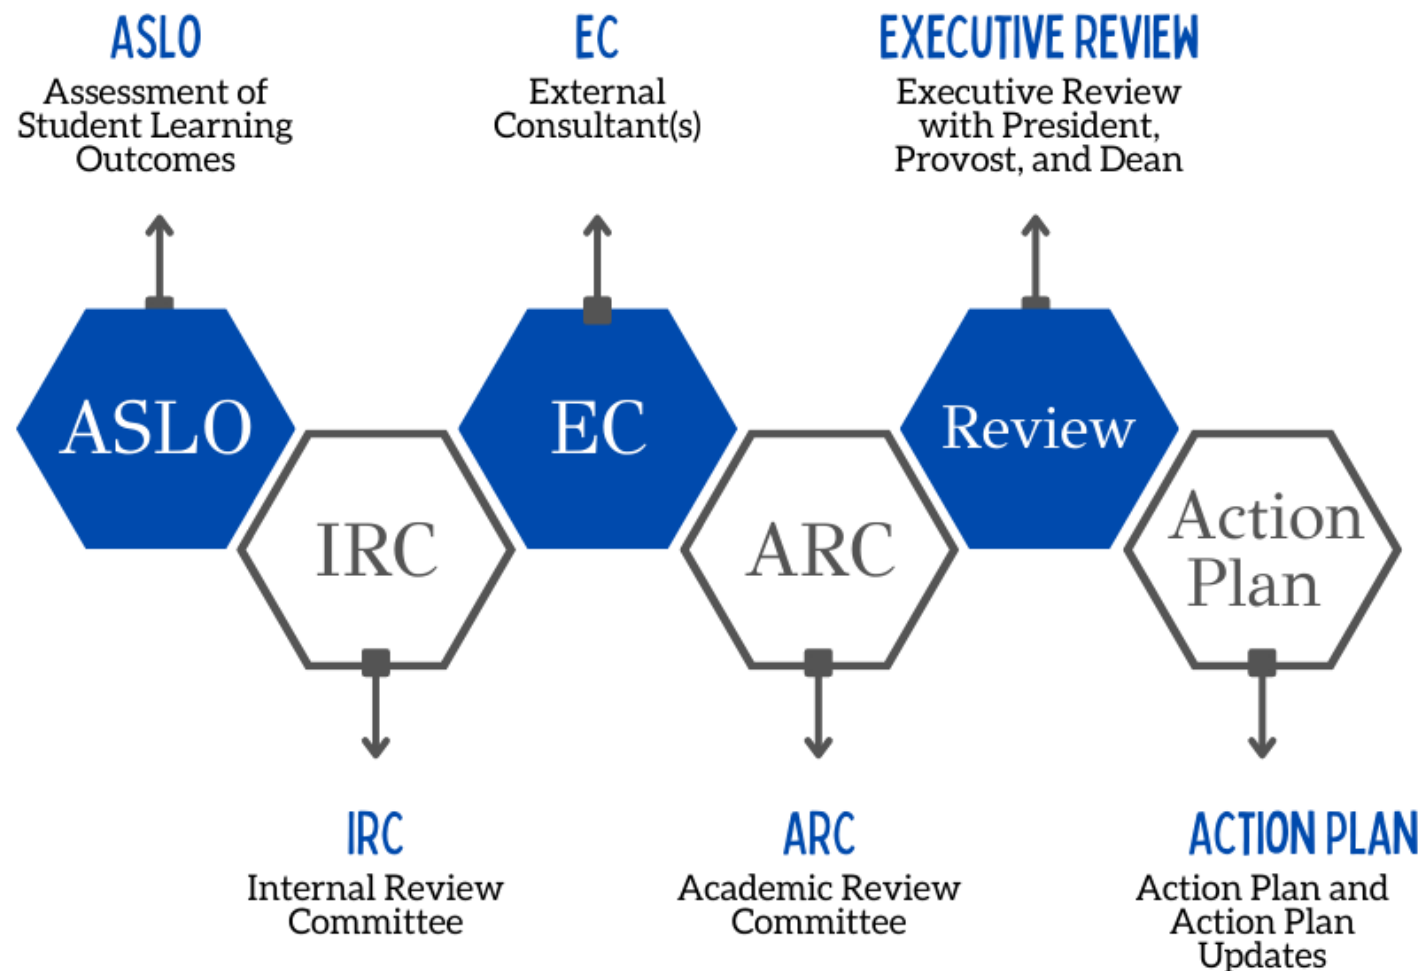 ASLO
Assessment of
Student Learning
Outcomes
EC
External
Consultant(s)
EXECUTIVE REVIEW
Executive Review
with President,
Provost, and Dean
ASLO
IRC
EC
ARC
Review
Action
Plan
IRC
Internal Review
Committee
ARC
Academic Review
Committee
ACTION PLAN
Action Plan and
Action Plan
Updates